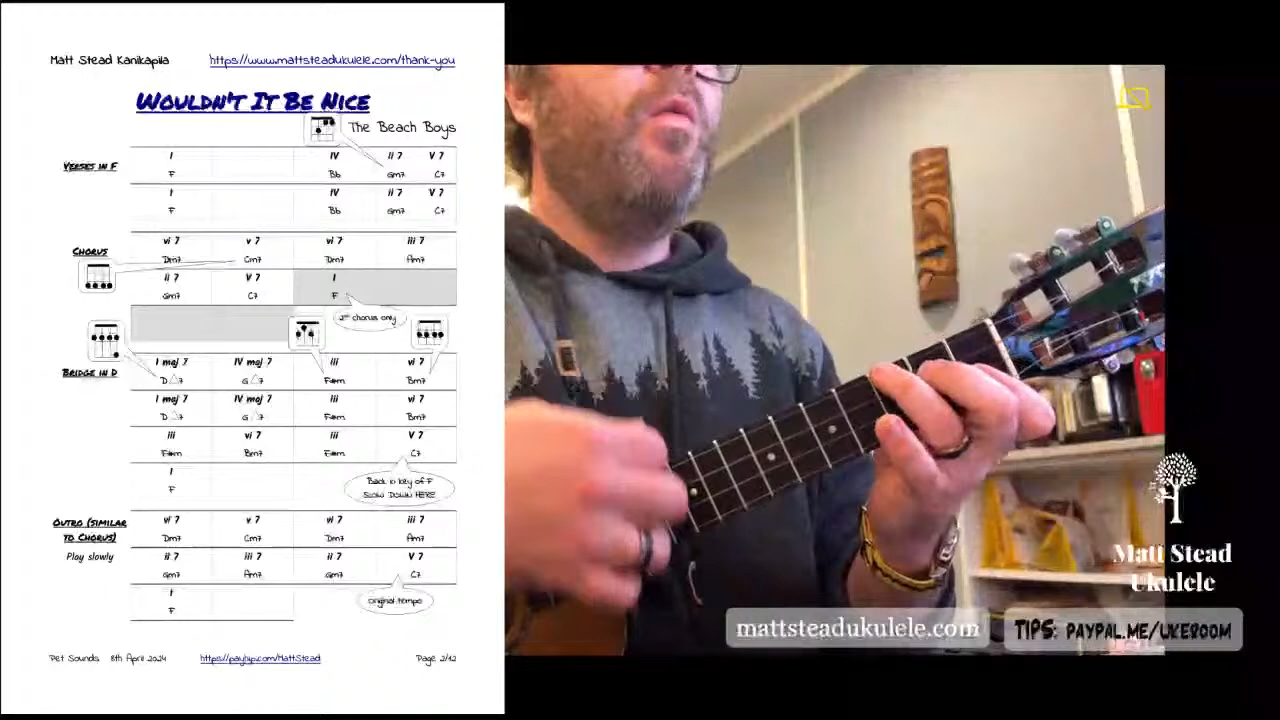 Matt Stead Kanikapila https://www.mattsteadukulele.com/thank-you
Wouldn't It Be Nice
The Beach Boys
Verses in F
I IV ii 7 V 7
F Bb Gm7 C7
I IV ii 7 V 7
F Bb Gm7 C7
Chorus
vi 7 v 7 vi 7 iii 7
Dm7 Cm7 Dm7 Am7
ii 7 V 7 I
Gm7 C7 F
2nd chorus only
Bridge in D
I maj 7 IV maj 7 iii vi 7
D△7 G△7 F#m Bm7
I maj 7 IV maj 7 iii vi 7
D△7 G△7 F#m Bm7
iii vi 7 iii V 7
F#m Bm7 F#m C7
I
F
Back to key of F
SLOW DOWN HERE
Outro (similar
to Chorus)
Play slowly
vi 7 v 7 vi 7 iii 7
Dm7 Cm7 Dm7 Am7
ii 7 iii 7 ii 7 V 7
Gm7 Am7 Gm7 C7
I
F
original tempo
Pet Sounds 8th April 2024 https://payhip.com/MattStead Page 2/12
Matt Stead
Ukulele
mattsteadukulele.com
TIPS: PAYPAL.ME/UKEROOM